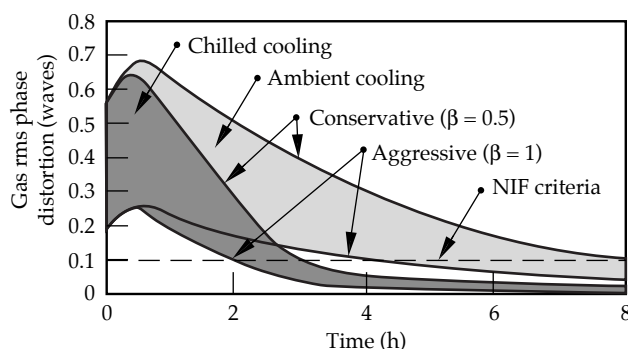 Gas rms phase
distortion (waves)
0.8
0.7
0.6
0.5
0.4
0.3
0.2
0.1
0
Chilled cooling
Ambient cooling
Conservative (β = 0.5)
Aggressive (β = 1)
NIF criteria
0 2 4 6 8
Time (h)